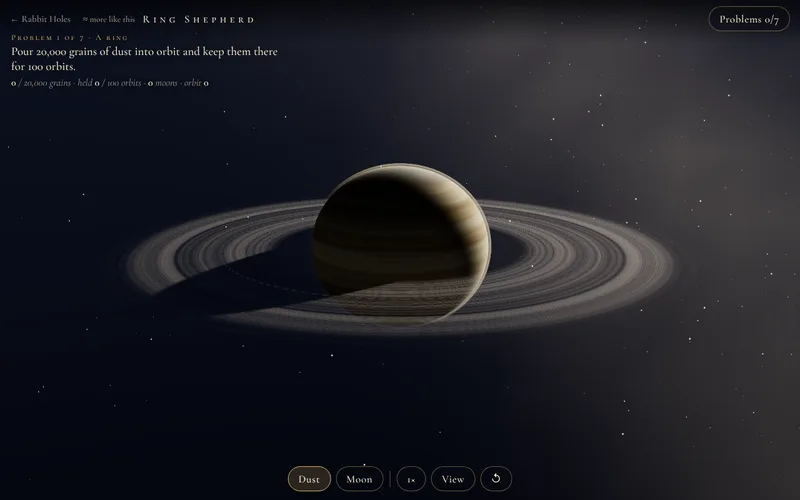 ← Rabbit Holes ≈ more like this Ring Shepherd Problems 0/7
Problem 1 of 7 · A ring
Pour 20,000 grains of dust into orbit and keep them there
for 100 orbits.
0 / 20,000 grains · held 0 / 100 orbits · 0 moons · orbit 0
Dust Moon 1× View ↺